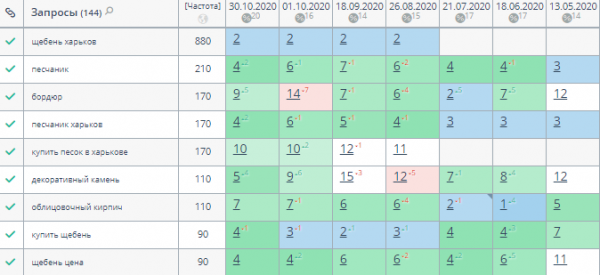 Запросы (144) [Частота] 30.10.2020 01.10.2020 18.09.2020 26.08.2020 21.07.2020 18.06.2020 13.05.2020
20 16 14 15 17 17 14
щебень харьков 880 2 2 2 2
песчаник 210 4 +2 6 +1 7 -1 6 -2 4 4 +1 3
бордюр 170 9 +5 14 -7 7 -1 6 +4 2 +5 7 +5 12
песчаник харьков 170 4 +2 6 -1 5 -1 4 -1 3 3 3
купить песок в харькове 170 10 10 +2 12 -1 11
декоративный камень 110 5 +4 9 +6 15 -3 12 -5 7 +1 8 +4 12
облицовочный кирпич 110 7 7 -1 6 6 -4 2 -1 1 +4 5
купить щебень 90 4 -1 3 -1 2 +1 3 +1 4 4 +3 7
щебень цена 90 4 4 +2 6 6 -2 4 +2 6 +5 11